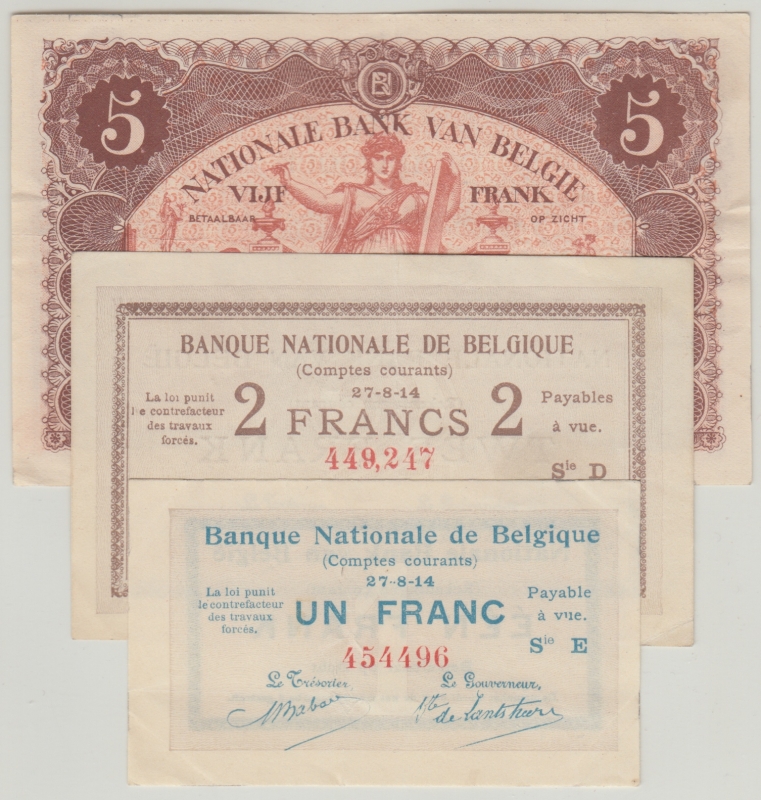 5 5
NATIONALE BANK VAN BELGIE
VIJF FRANK
BETAALBAAR OP ZICHT
BANQUE NATIONALE DE BELGIQUE
(Comptes courants)
27-8-14
La loi punit
le contrefacteur
des travaux
forcés.
2 FRANCS 2
Payables
à vue.
449,247
Sie D
Banque Nationale de Belgique
(Comptes courants)
27-8-14
La loi punit
le contrefacteur
des travaux
forcés.
UN FRANC
Payable
à vue.
454496
Sie E
Le Trésorier, Le Gouverneur,
Vte de Lantsheere